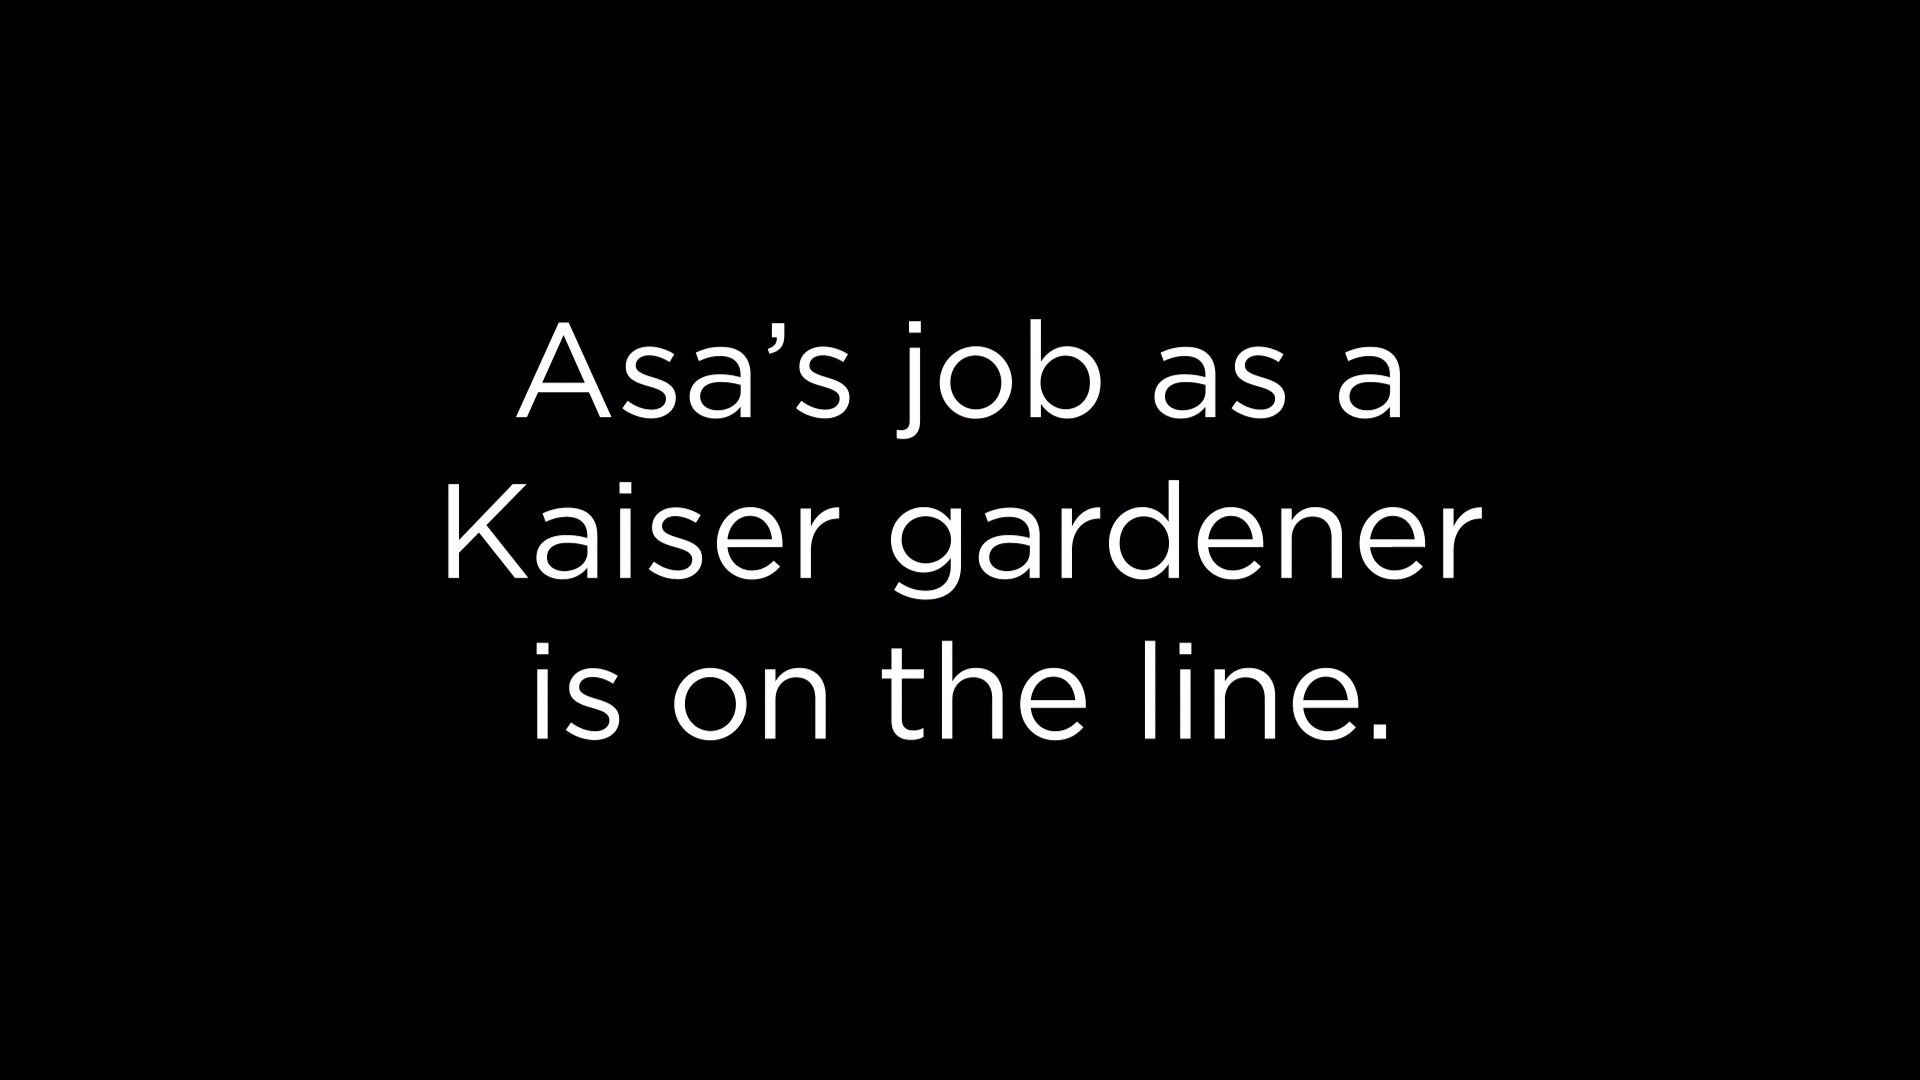 Asa’s job as a
Kaiser gardener
is on the line.